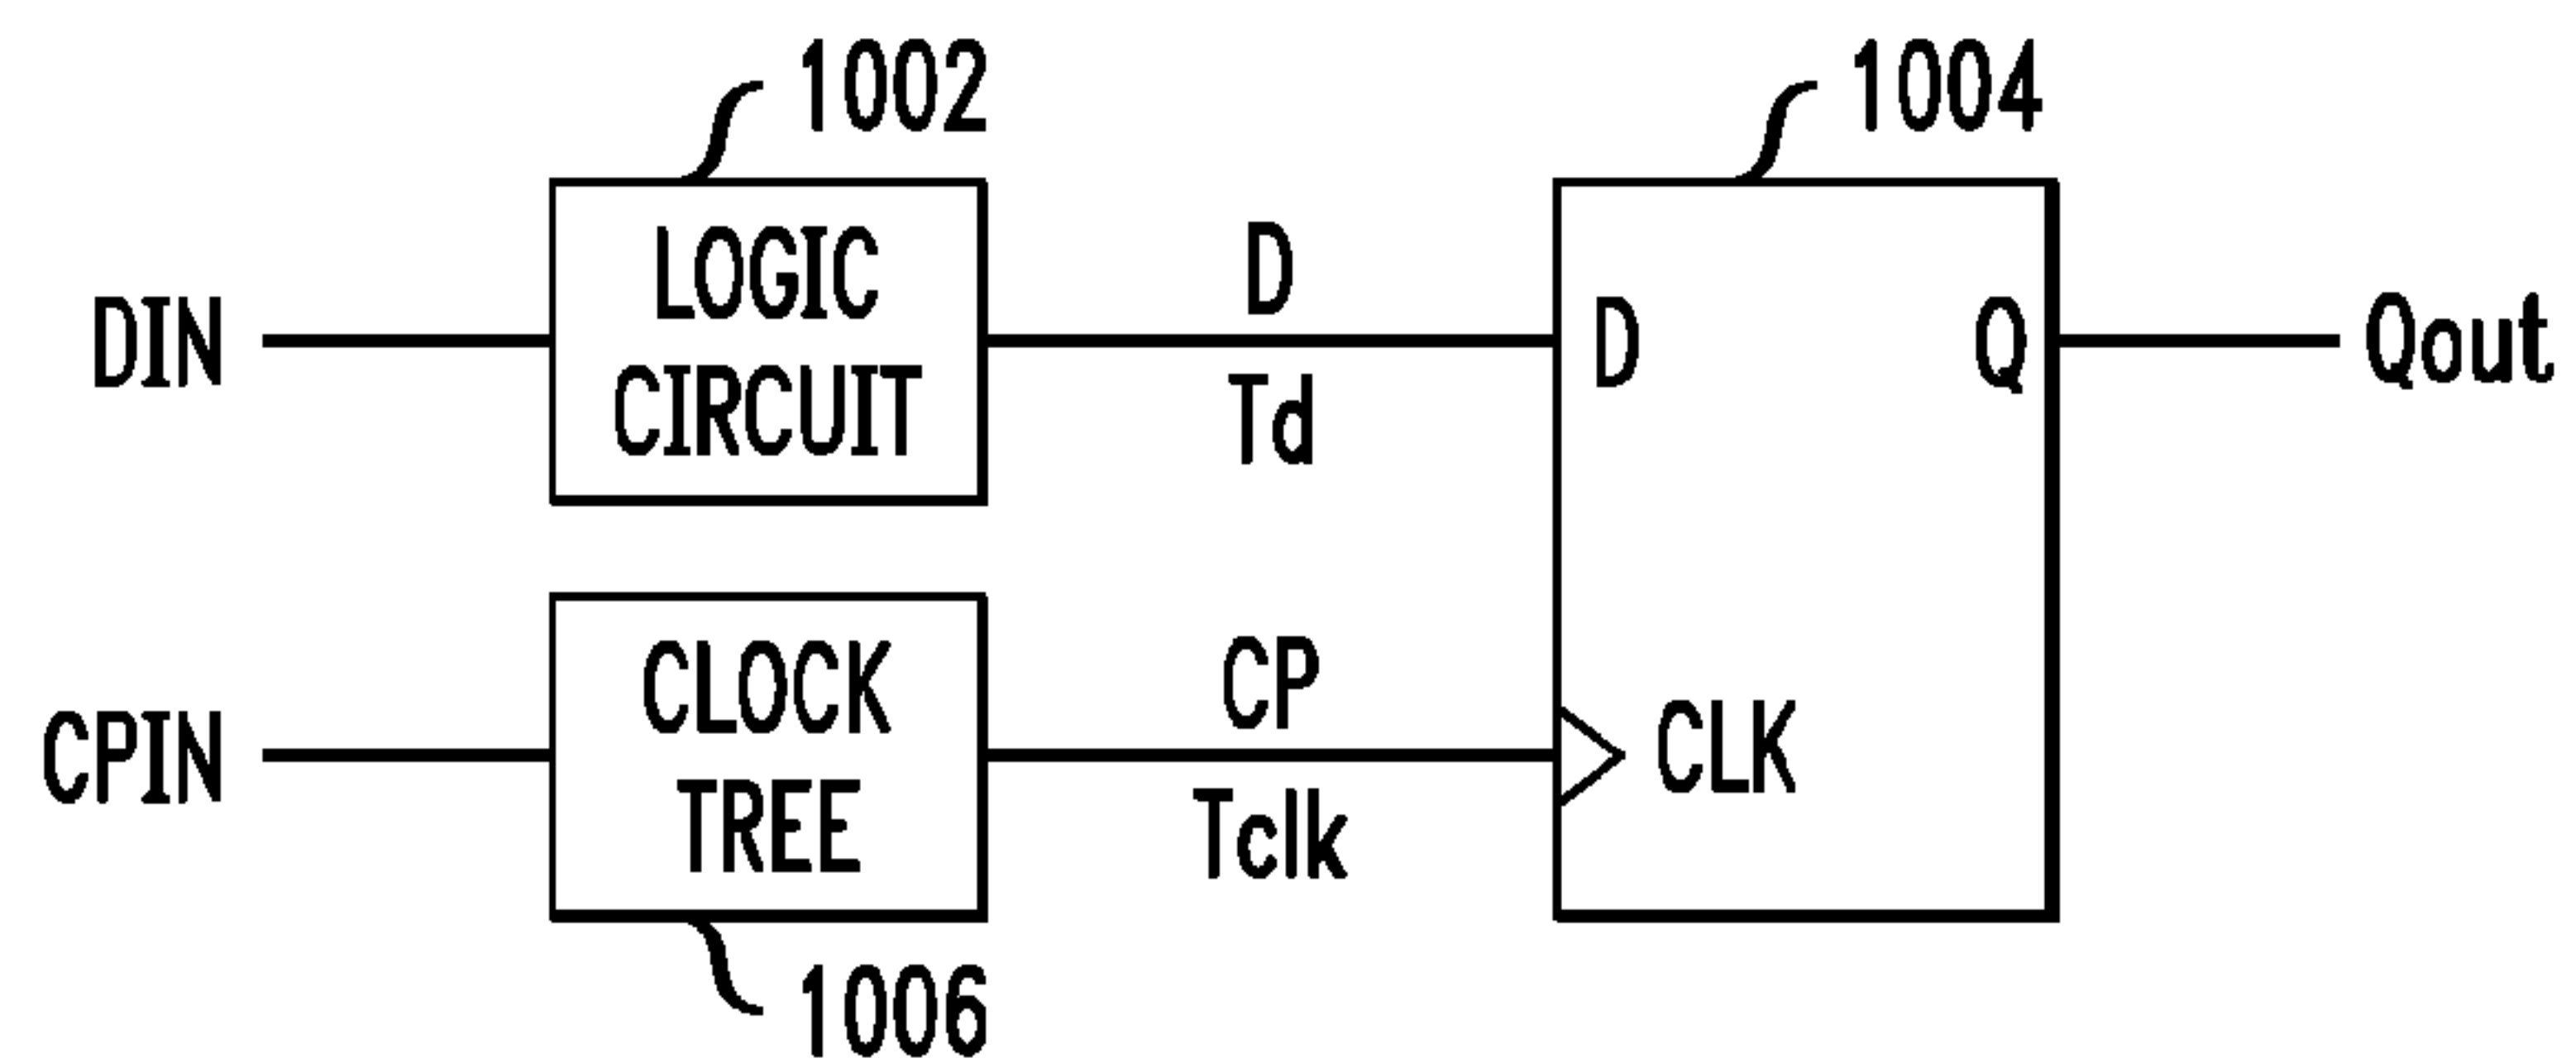 1002
1004
LOGIC
CIRCUIT
DIN
D
Td
D
Q
Qout
CLOCK
TREE
CPIN
CP
Tclk
CLK
1006